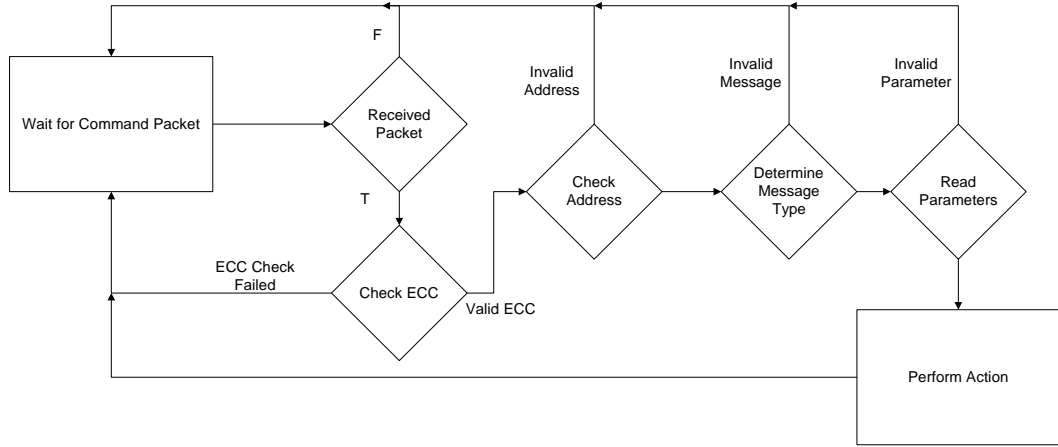 F
Invalid
Address
Invalid
Message
Invalid
Parameter
Wait for Command Packet
Received
Packet
Check
Address
Determine
Message
Type
Read
Parameters
T
ECC Check
Failed
Check ECC
Valid ECC
Perform Action